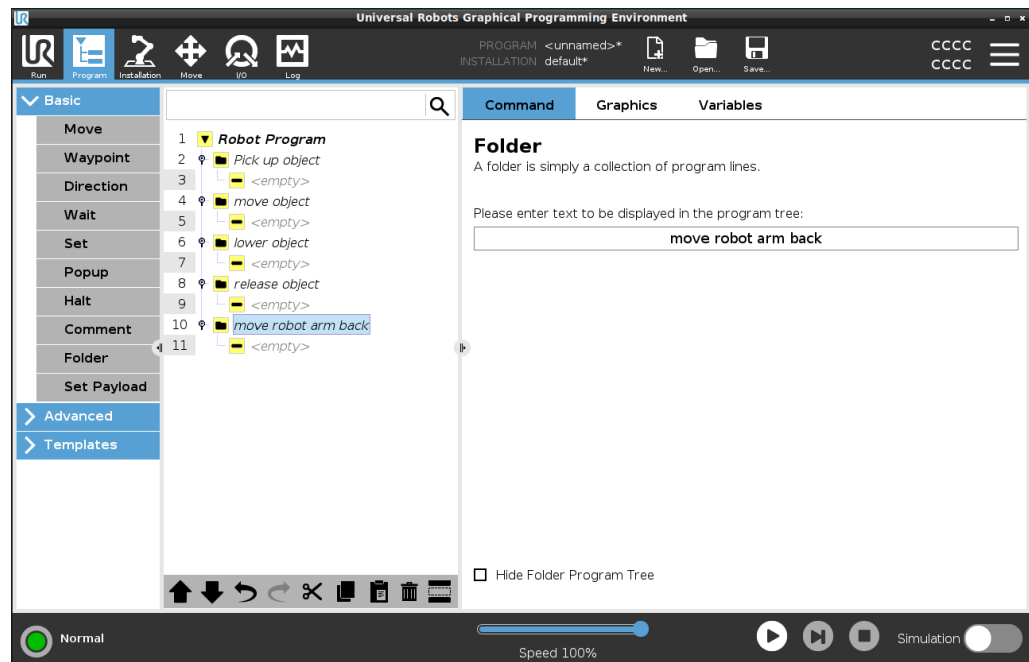 Universal Robots Graphical Programming Environment
UR
Run
Program
Installation
Move
I/O
Log
PROGRAM <unnamed>*
INSTALLATION default*
New...
Open...
Save...
CCCC
CCCC
Basic
Move
Waypoint
Direction
Wait
Set
Popup
Halt
Comment
Folder
Set Payload
Advanced
Templates
1 Robot Program
2 Pick up object
3 <empty>
4 move object
5 <empty>
6 lower object
7 <empty>
8 release object
9 <empty>
10 move robot arm back
11 <empty>
Command Graphics Variables
Folder
A folder is simply a collection of program lines.
Please enter text to be displayed in the program tree:
move robot arm back
Hide Folder Program Tree
Normal
Speed 100%
Simulation